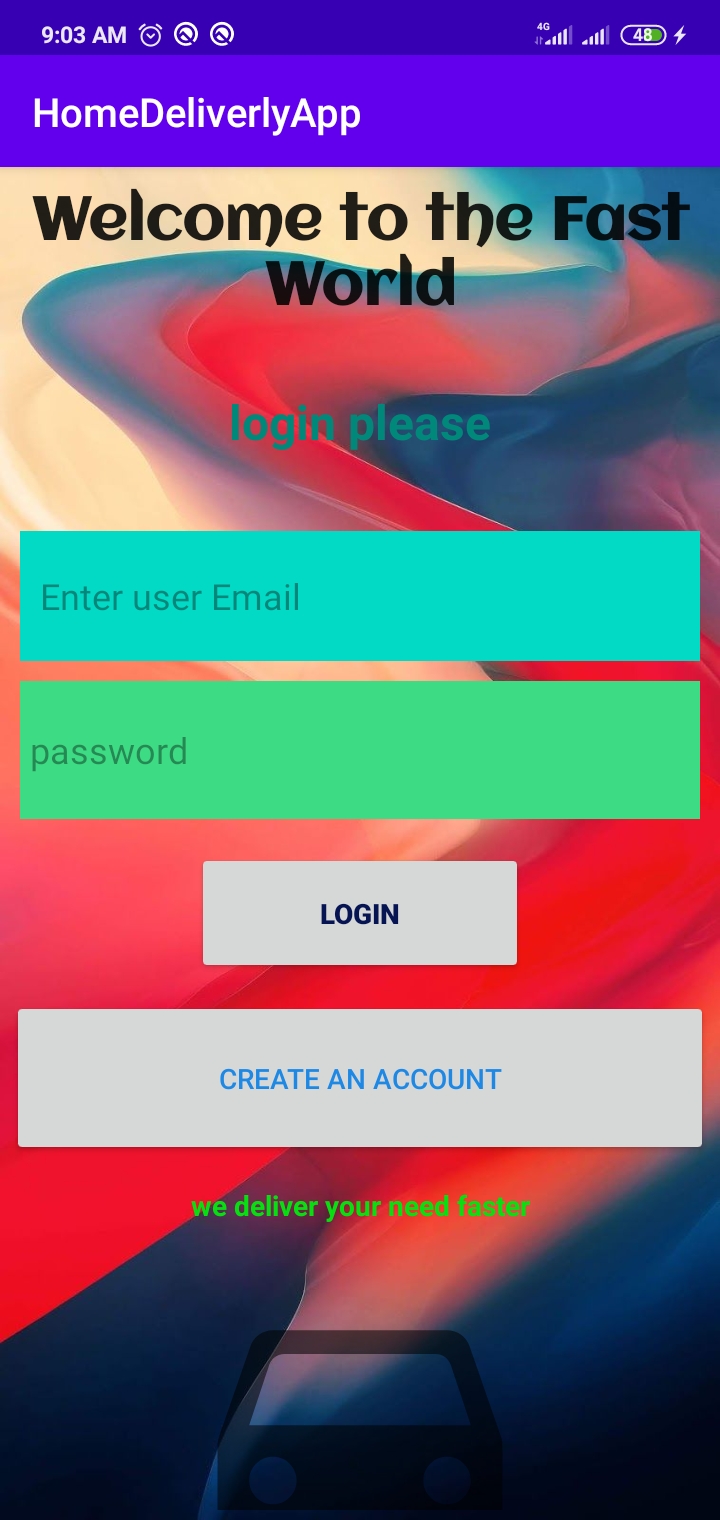 9:03 AM 4G 48
HomeDeliverlyApp
Welcome to the Fast
World
login please
Enter user Email
password
LOGIN
CREATE AN ACCOUNT
we deliver your need faster